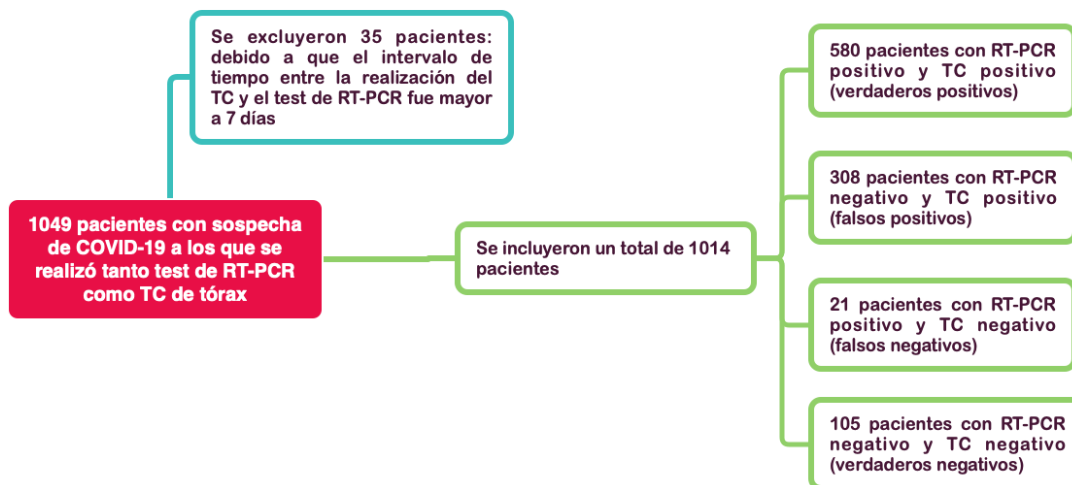 Se excluyeron 35 pacientes:
debido a que el intervalo de
tiempo entre la realización del
TC y el test de RT-PCR fue mayor
a 7 días
1049 pacientes con sospecha
de COVID-19 a los que se
realizó tanto test de RT-PCR
como TC de tórax
Se incluyeron un total de 1014
pacientes
580 pacientes con RT-PCR
positivo y TC positivo
(verdaderos positivos)
308 pacientes con RT-PCR
negativo y TC positivo
(falsos positivos)
21 pacientes con RT-PCR
positivo y TC negativo
(falsos negativos)
105 pacientes con RT-PCR
negativo y TC negativo
(verdaderos negativos)